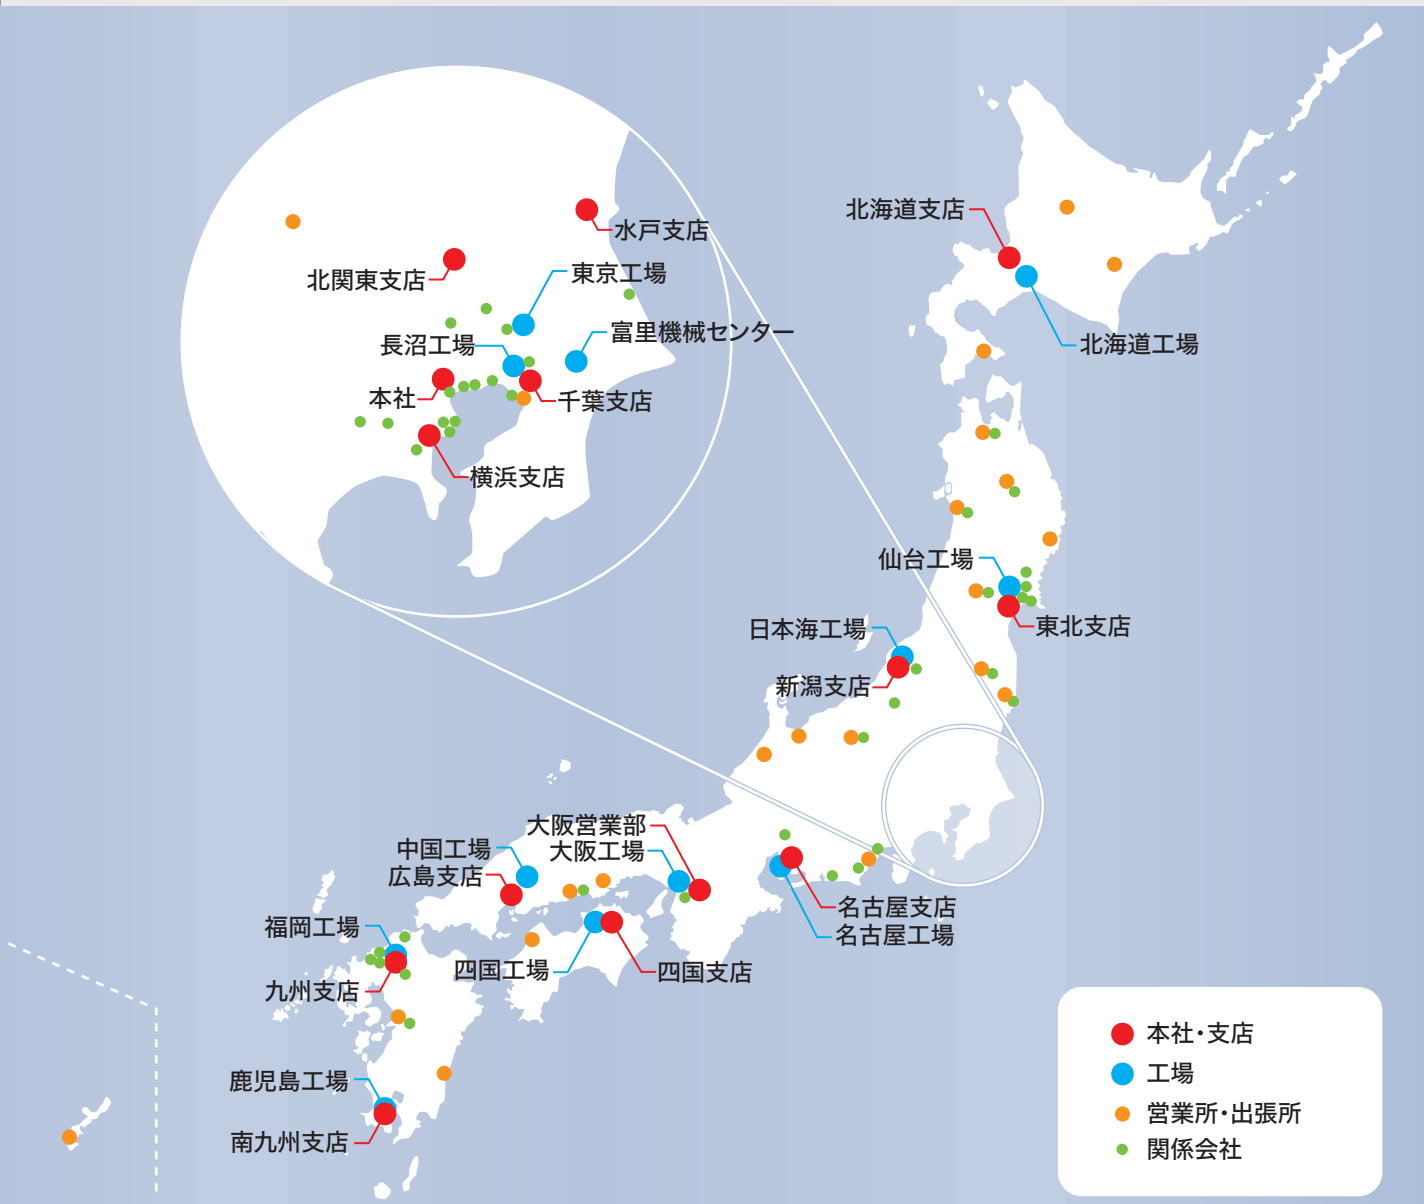 水戸支店
北関東支店
東京工場
富里機械センター
長沼工場
本社
千葉支店
横浜支店
北海道支店
北海道工場
仙台工場
東北支店
日本海工場
新潟支店
大阪営業部
大阪工場
中国工場
広島支店
名古屋支店
名古屋工場
福岡工場
九州支店
四国工場
四国支店
鹿児島工場
南九州支店
本社・支店
工場
営業所・出張所
関係会社